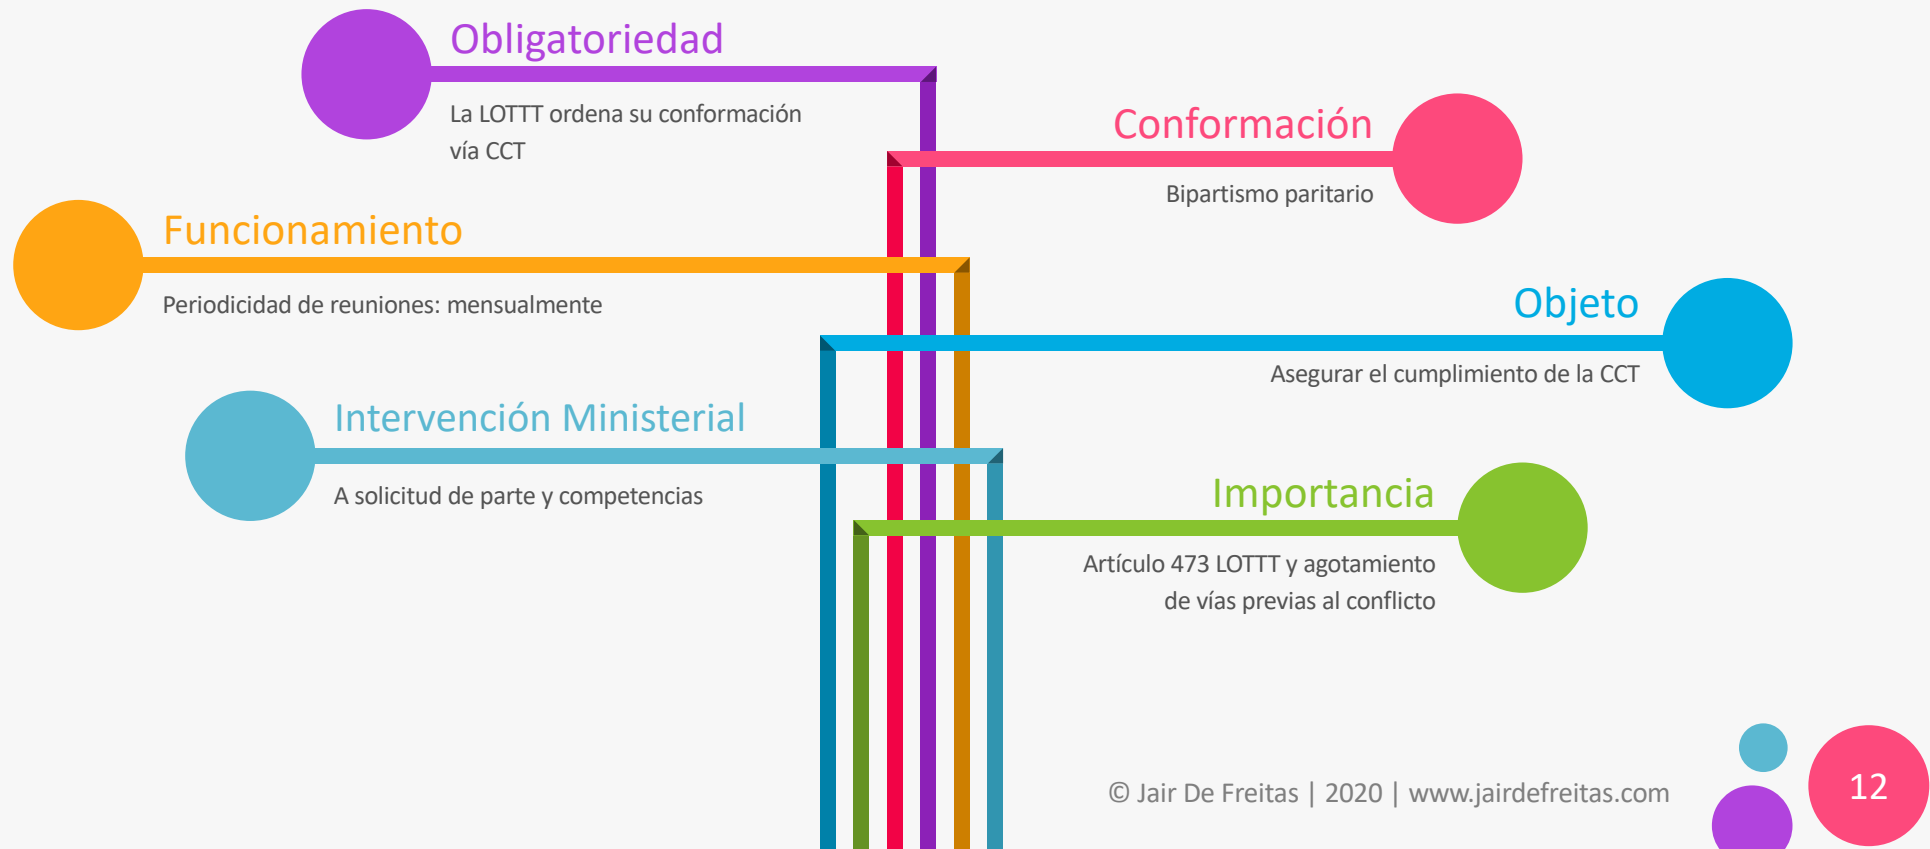 Obligatoriedad
La LOTTT ordena su conformación
vía CCT
Conformación
Bipartismo paritario
Funcionamiento
Periodicidad de reuniones: mensualmente
Objeto
Asegurar el cumplimiento de la CCT
Intervención Ministerial
A solicitud de parte y competencias
Importancia
Artículo 473 LOTTT y agotamiento
de vías previas al conflicto
© Jair De Freitas | 2020 | www.jairdefreitas.com
12